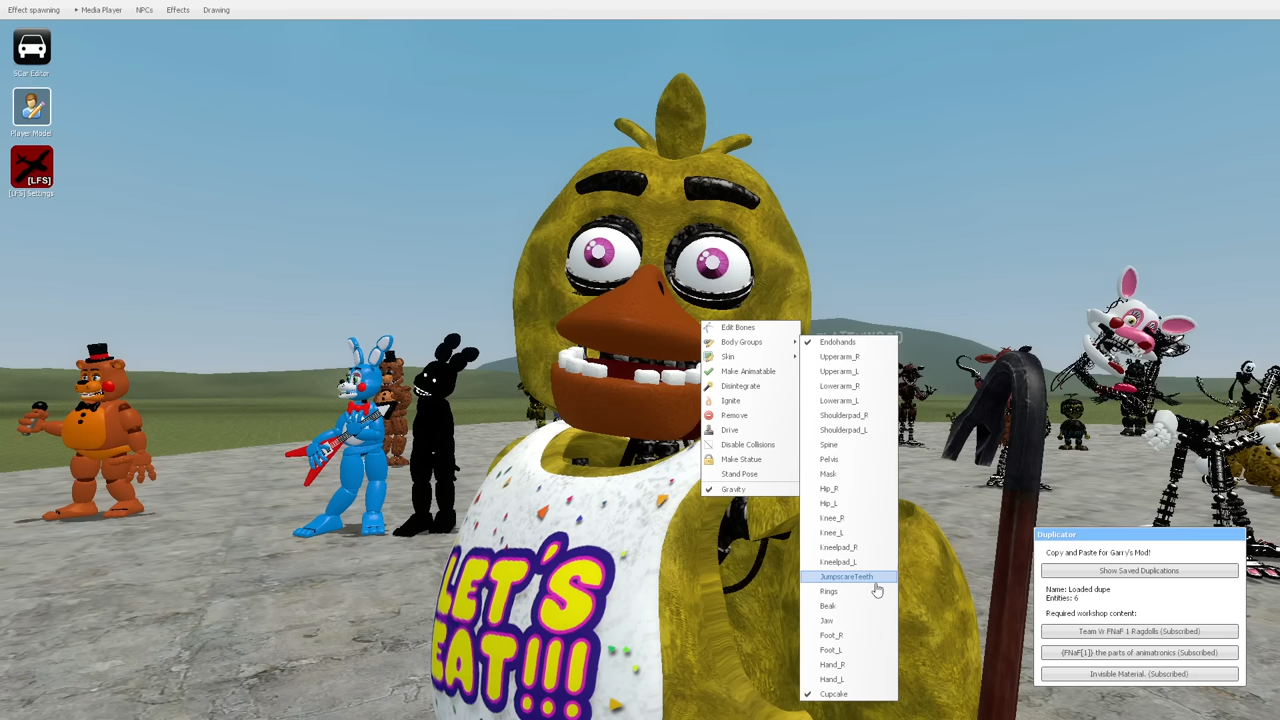 Effect spawning
Media Player
NPCs
Effects
Drawing
SCar Editor
Player Model
[LFS]
[LFS] Settings
LET'S
EAT!!!
Edit Bones
Body Groups
Skin
Make Animatable
Disintegrate
Ignite
Remove
Drive
Disable Collisions
Make Statue
Stand Pose
Gravity
Endohands
Upperarm_R
Upperarm_L
Lowerarm_R
Lowerarm_L
Shoulderpad_R
Shoulderpad_L
Spine
Pelvis
Mask
Hip_R
Hip_L
Knee_R
Knee_L
Kneelpad_R
Kneelpad_L
JumpscareTeeth
Rings
Beak
Jaw
Foot_R
Foot_L
Hand_R
Hand_L
Cupcake
Duplicator
Copy and Paste for Garry's Mod!
Show Saved Duplications
Name: Loaded dupe
Entities: 6
Required workshop content:
Team Vr FNaF 1 Ragdolls (Subscribed)
{FNaF[1]} the parts of animatronics (Subscribed)
Invisible Material. (Subscribed)